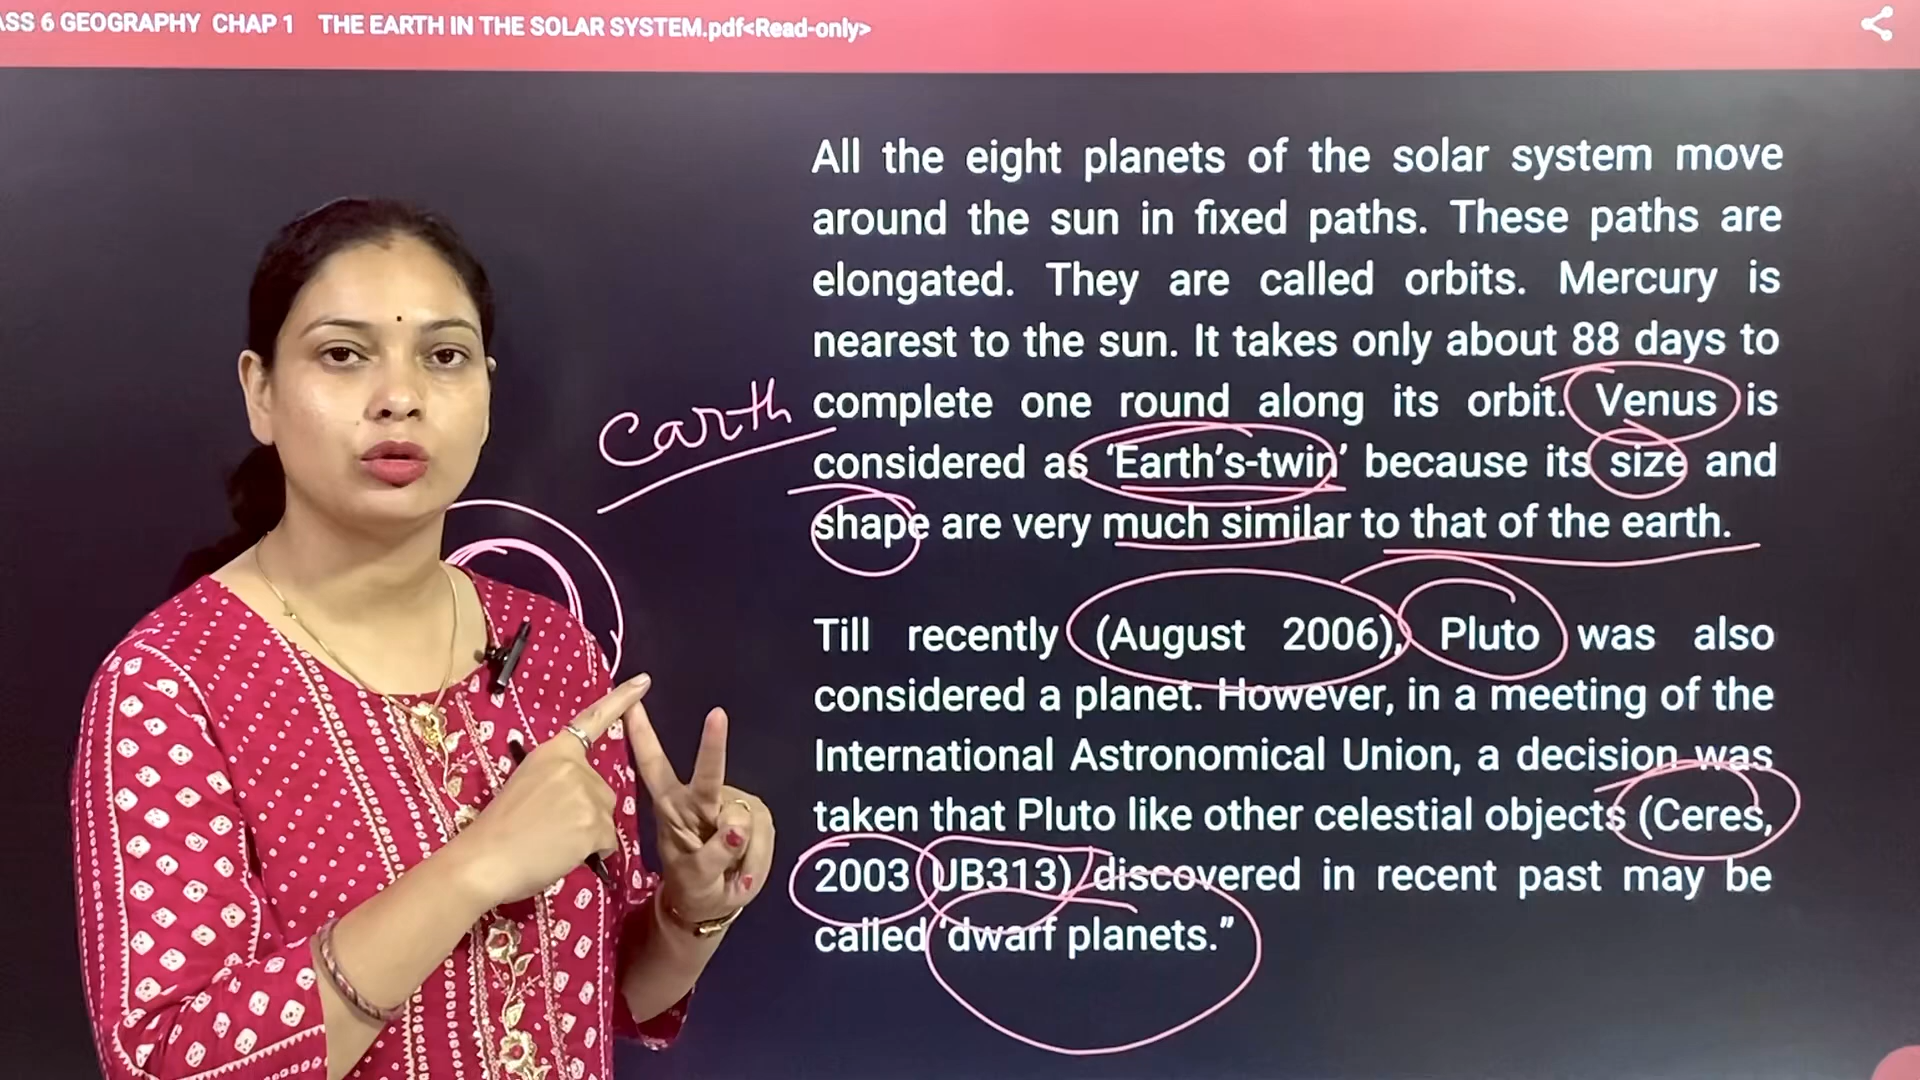 ASS 6 GEOGRAPHY CHAP 1 THE EARTH IN THE SOLAR SYSTEM.pdf<Read-only>
All the eight planets of the solar system move
around the sun in fixed paths. These paths are
elongated. They are called orbits. Mercury is
nearest to the sun. It takes only about 88 days to
complete one round along its orbit. Venus is
considered as ‘Earth’s-twin’ because its size and
shape are very much similar to that of the earth.
earth
Till recently (August 2006), Pluto was also
considered a planet. However, in a meeting of the
International Astronomical Union, a decision was
taken that Pluto like other celestial objects (Ceres,
2003 UB313) discovered in recent past may be
called ‘dwarf planets.”